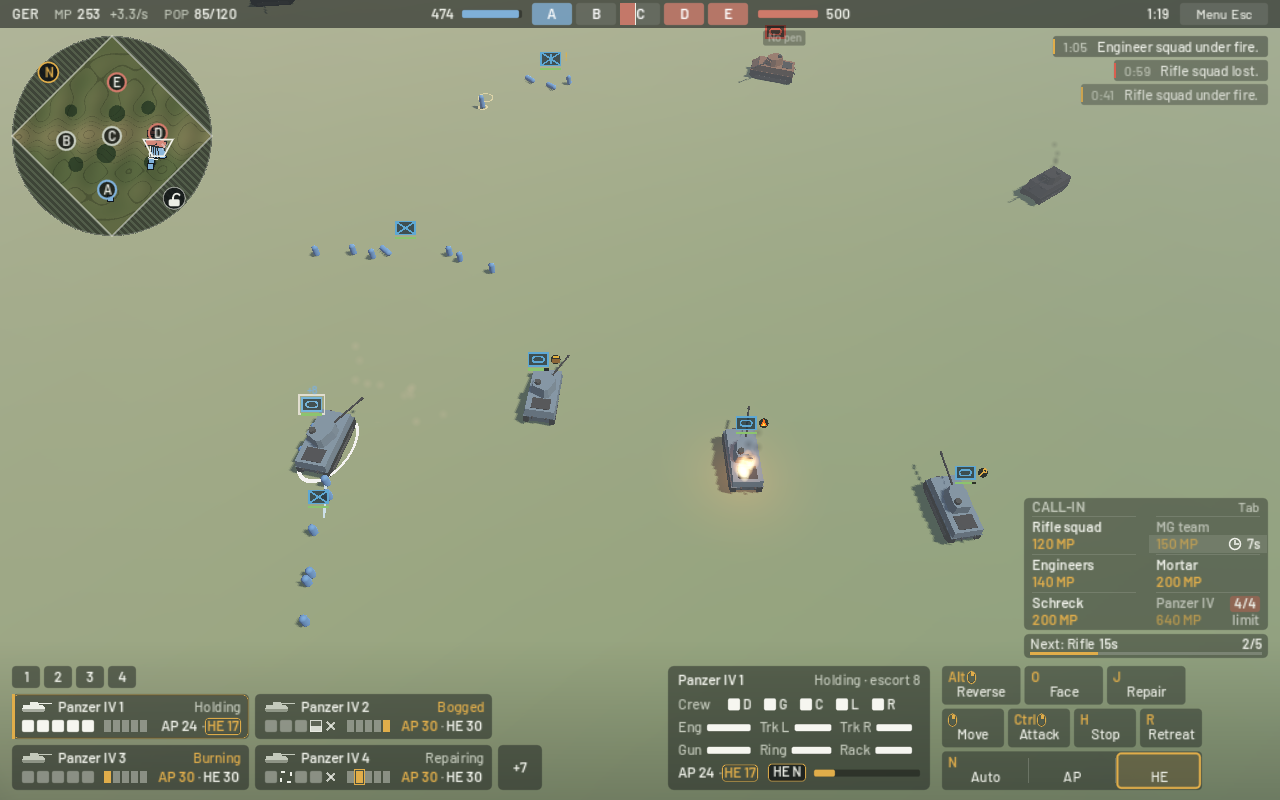 GER MP 253 +3.3/s POP 85/120
474 A B C D E 500
1:19 Menu Esc
1:05 Engineer squad under fire.
0:59 Rifle squad lost.
0:41 Rifle squad under fire.
No pen
N
E
B C D
A
CALL-IN Tab
Rifle squad MG team
120 MP 150 MP 7s
Engineers Mortar
140 MP 200 MP
Schreck Panzer IV 4/4
200 MP 640 MP limit
Next: Rifle 15s 2/5
1 2 3 4
Panzer IV 1 Holding
AP 24 · HE 17
Panzer IV 2 Bogged
AP 30 · HE 30
Panzer IV 3 Burning
AP 30 · HE 30
Panzer IV 4 Repairing
AP 30 · HE 30
+7
Panzer IV 1 Holding · escort 8
Crew D G C L R
Eng Trk L Trk R
Gun Ring Rack
AP 24 · HE 17 HE N
Alt Reverse
O Face
J Repair
Move
Ctrl Attack
H Stop
R Retreat
N Auto AP HE